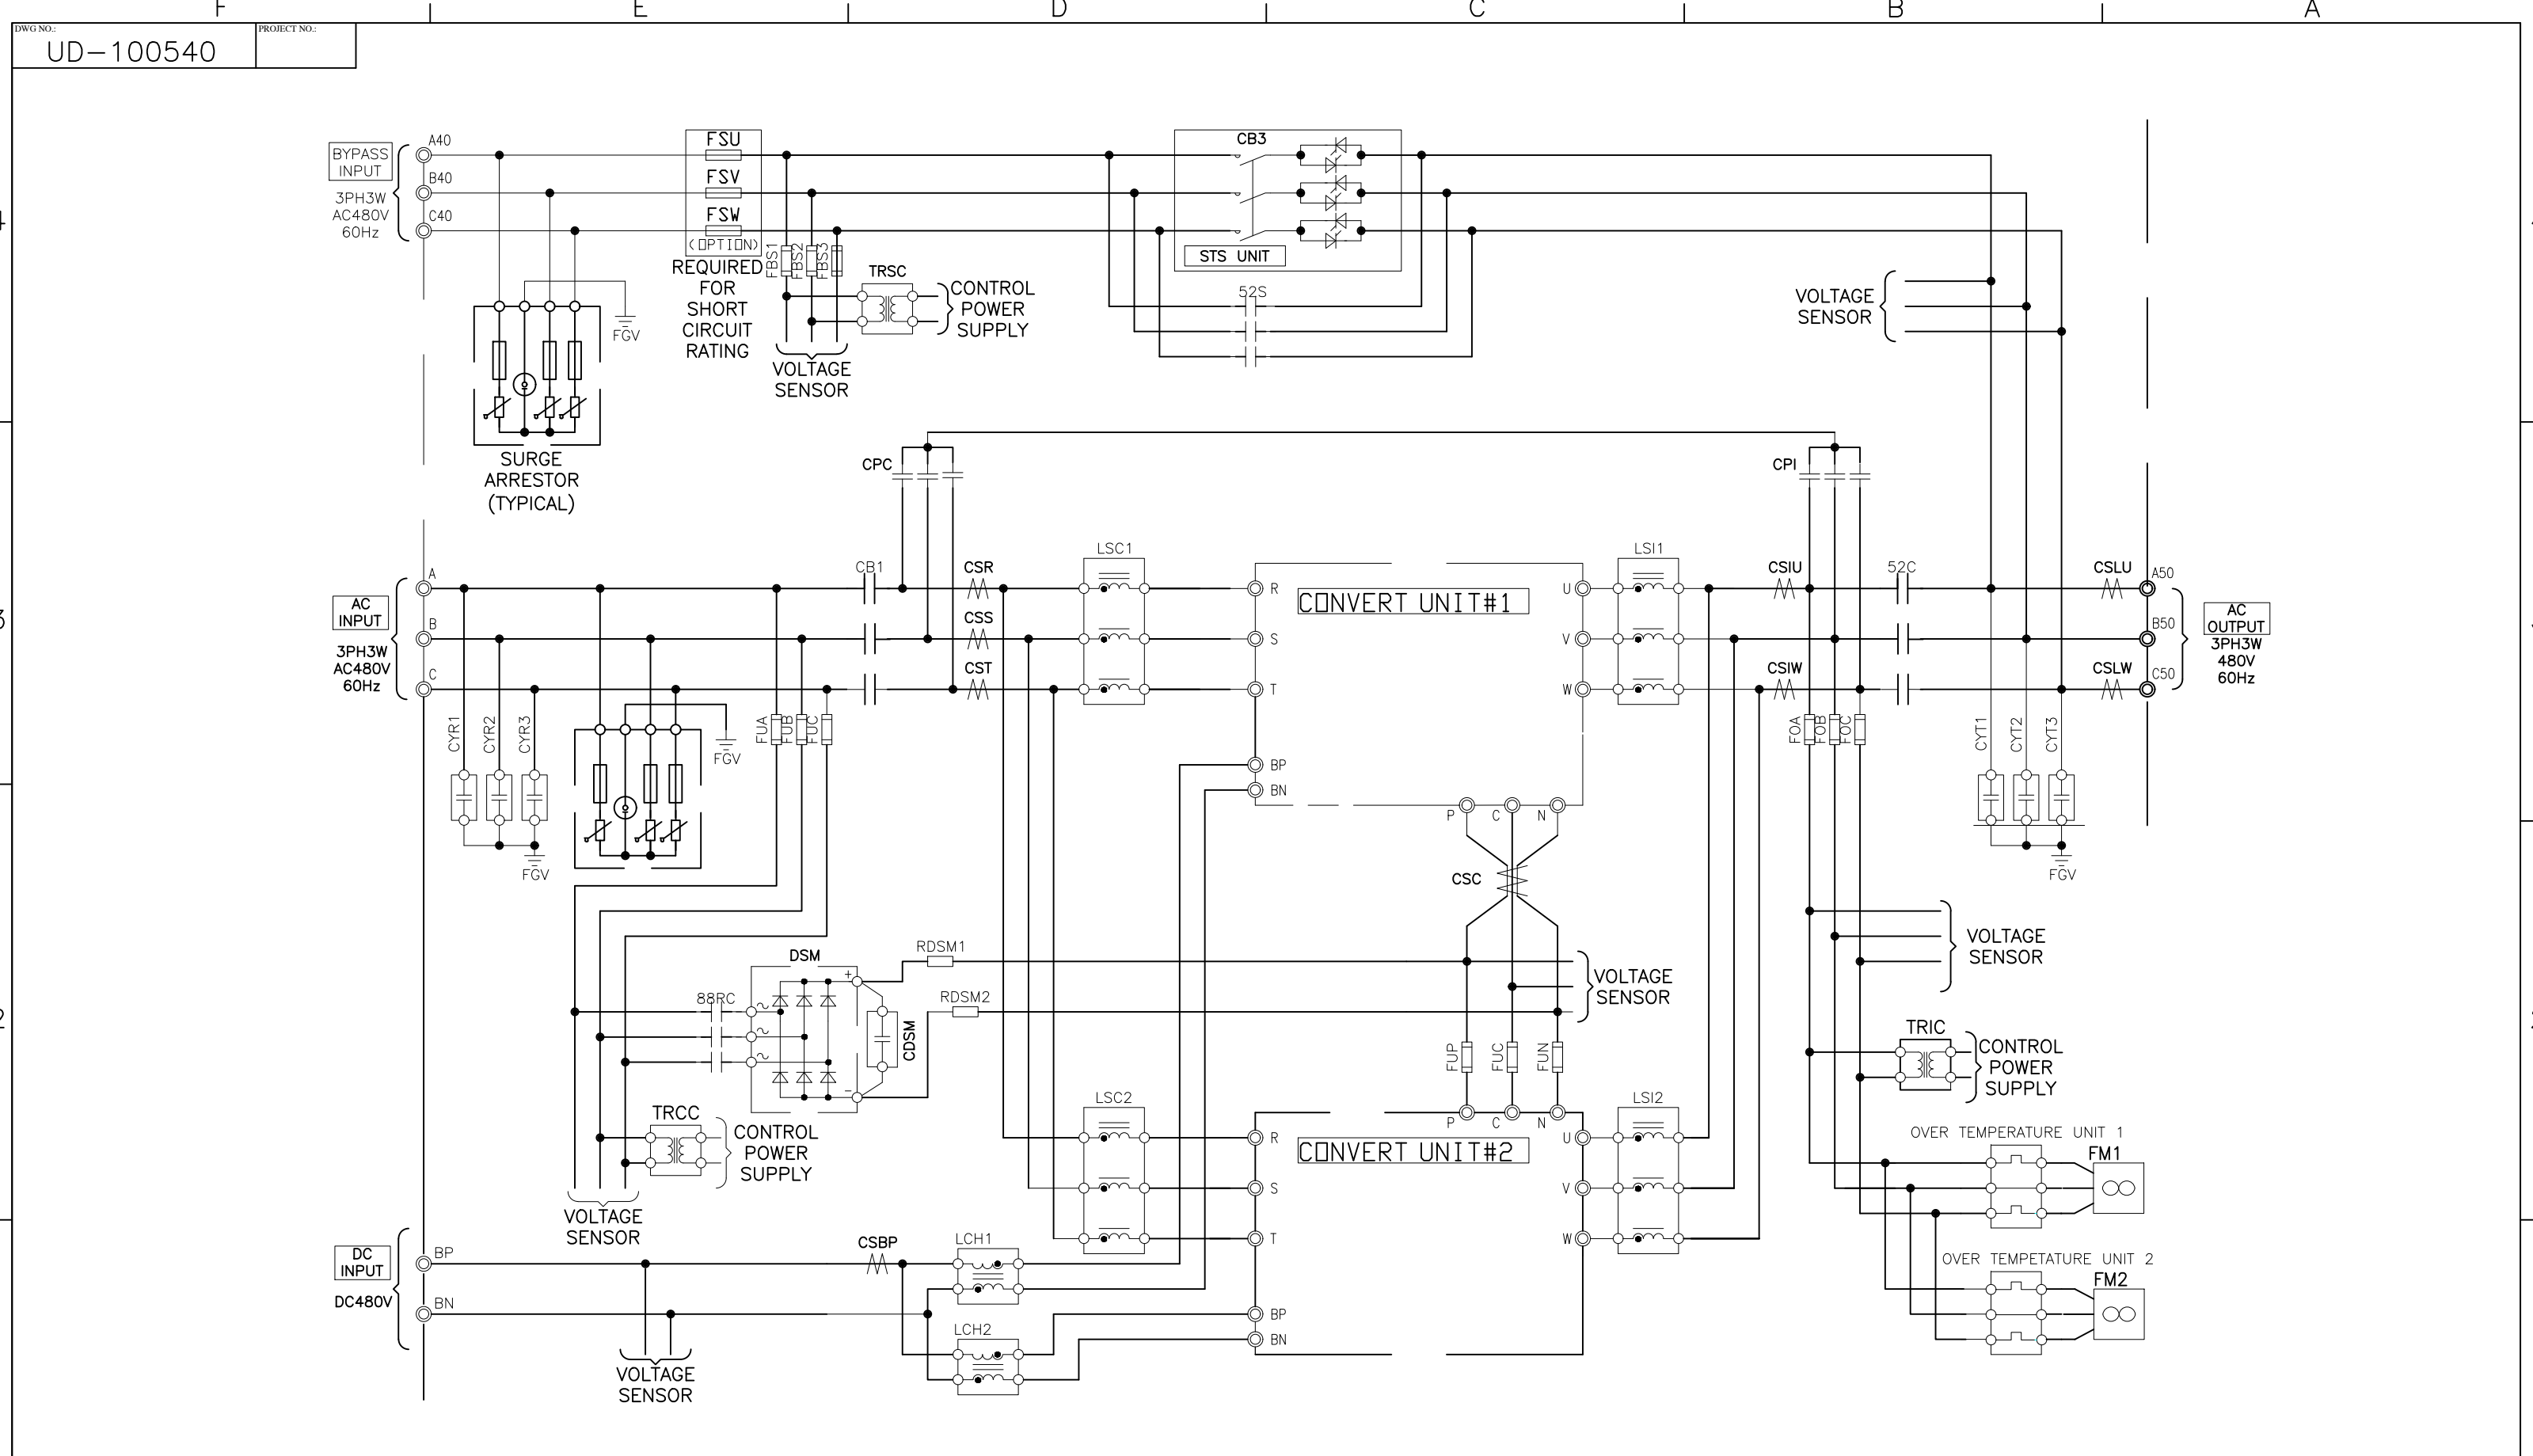 F E D C B A
DWG NO.:
UD-100540
PROJECT NO.:
4
3
2
BYPASS
INPUT
3PH3W
AC480V
60Hz
A40
B40
C40
FSU
FSV
FSW
(OPTION)
REQUIRED
FOR
SHORT
CIRCUIT
RATING
FBS1
FBS2
FBS3
TRSC
CONTROL
POWER
SUPPLY
VOLTAGE
SENSOR
CB3
STS UNIT
52S
VOLTAGE
SENSOR
FGV
SURGE
ARRESTOR
(TYPICAL)
CPC
CPI
AC
INPUT
3PH3W
AC480V
60Hz
A
B
C
CB1
CSR
CSS
CST
LSC1
R
S
T
CONVERT UNIT#1
U
V
W
LSI1
CSIU
CSIW
52C
CSLU
CSLW
A50
B50
C50
AC
OUTPUT
3PH3W
480V
60Hz
CYR1
CYR2
CYR3
FGV
FGV
FUA
FUB
FUC
BP
BN
P
C
N
CSC
FOA
FOB
FOC
CYT1
CYT2
CYT3
FGV
RDSM1
RDSM2
DSM
+
-
88RC
CDSM
VOLTAGE
SENSOR
VOLTAGE
SENSOR
FUP
FUC
FUN
TRCC
CONTROL
POWER
SUPPLY
VOLTAGE
SENSOR
TRIC
CONTROL
POWER
SUPPLY
LSC2
P
C
N
R
S
T
CONVERT UNIT#2
U
V
W
LSI2
OVER TEMPERATURE UNIT 1
FM1
OVER TEMPETATURE UNIT 2
FM2
DC
INPUT
DC480V
BP
BN
CSBP
LCH1
LCH2
BP
BN
VOLTAGE
SENSOR